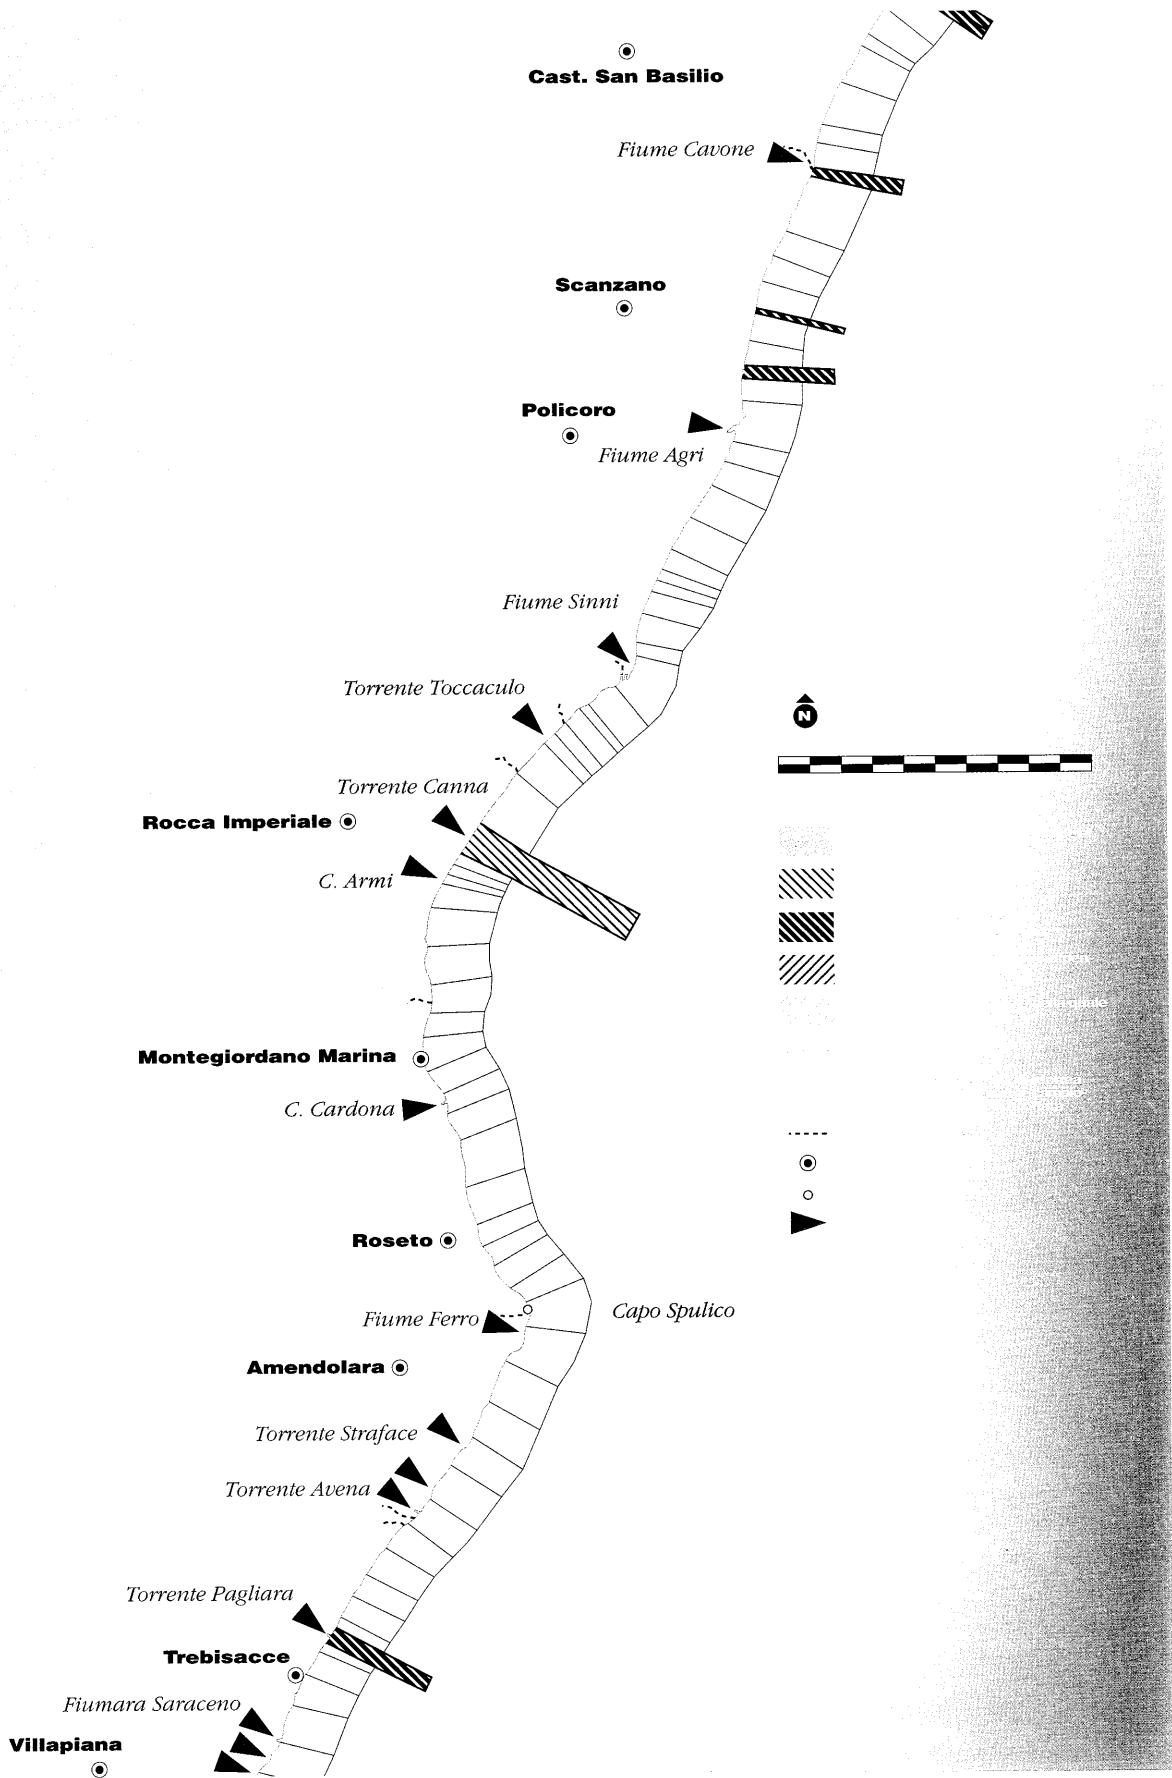 Cast. San Basilio
Fiume Cavone
Scanzano
Policoro
Fiume Agri
Fiume Sinni
Torrente Toccaculo
N
Torrente Canna
Rocca Imperiale
C. Armi
Montegiordano Marina
C. Cardona
Roseto
Capo Spulico
Fiume Ferro
Amendolara
Torrente Straface
Torrente Avena
Torrente Pagliara
Trebisacce
Fiumara Saraceno
Villapiana